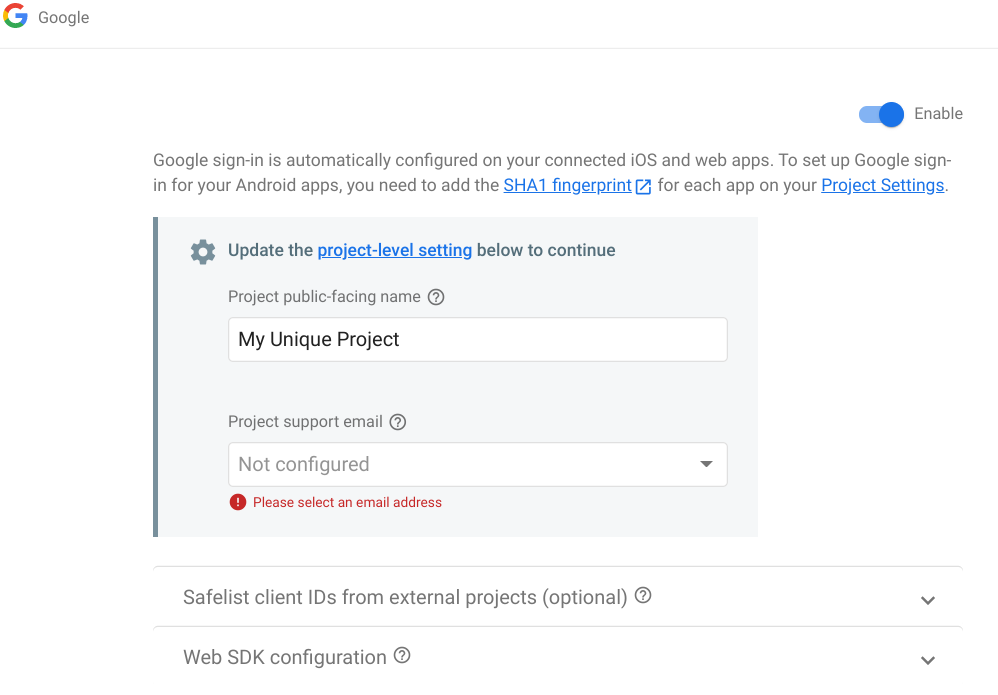 Google
Enable
Google sign-in is automatically configured on your connected iOS and web apps. To set up Google sign-
in for your Android apps, you need to add the SHA1 fingerprint for each app on your Project Settings.
Update the project-level setting below to continue
Project public-facing name
My Unique Project
Project support email
Not configured
Please select an email address
Safelist client IDs from external projects (optional)
Web SDK configuration